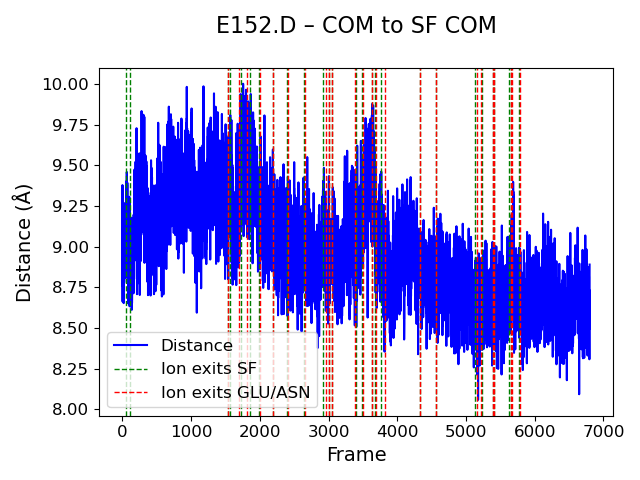 E152.D – COM to SF COM
10.00
9.75
9.50
9.25
9.00
8.75
8.50
8.25
8.00
Distance (Å)
Distance
Ion exits SF
Ion exits GLU/ASN
0 1000 2000 3000 4000 5000 6000 7000
Frame